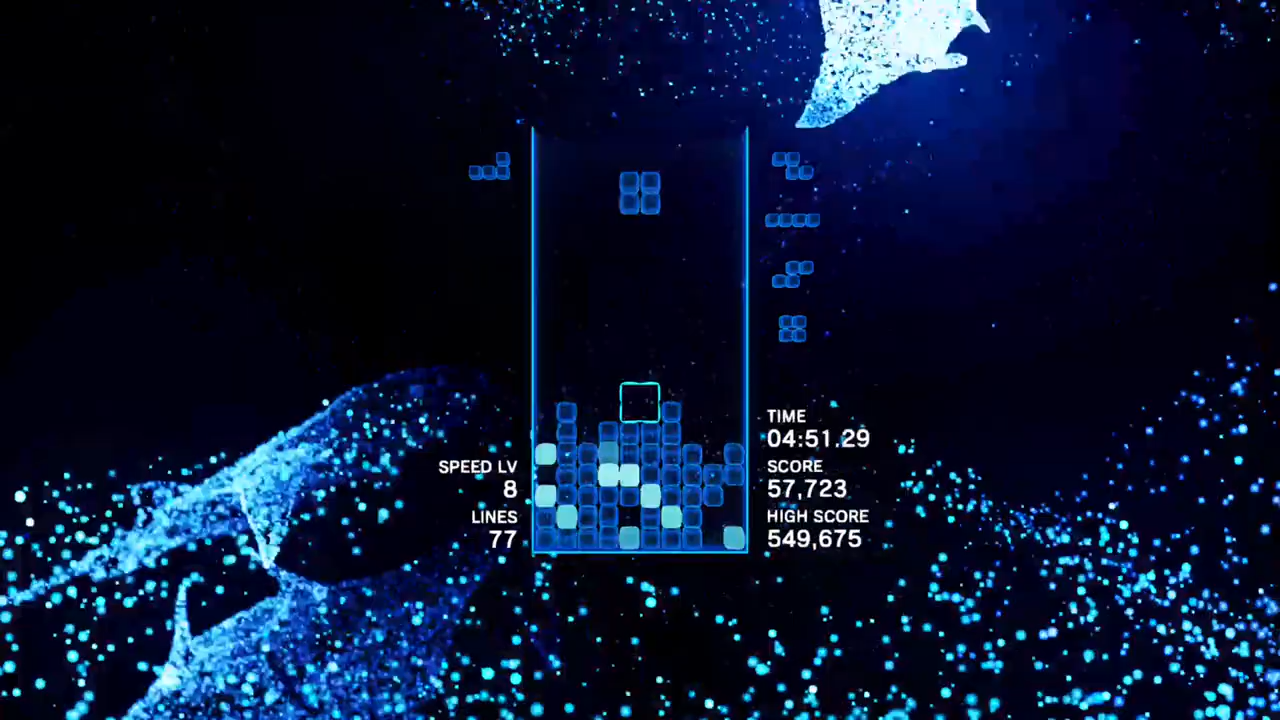 SPEED LV
8
LINES
77
TIME
04:51.29
SCORE
57,723
HIGH SCORE
549,675